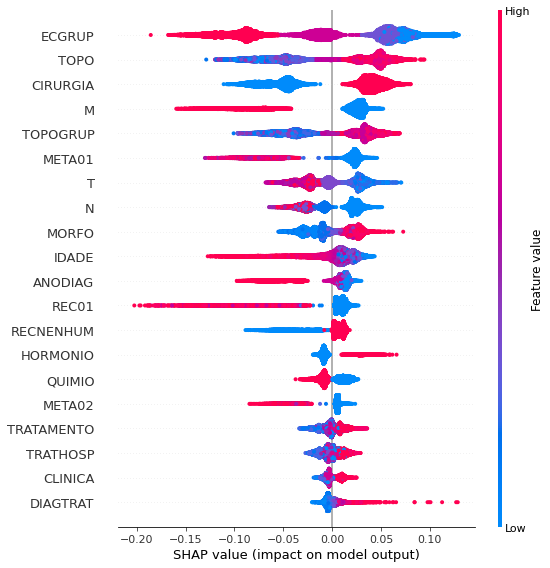 High
ECGRUP
TOPO
CIRURGIA
M
TOPOGRUP
META01
T
N
MORFO
IDADE
ANODIAG
REC01
RECNENHUM
HORMONIO
QUIMIO
META02
TRATAMENTO
TRATHOSP
CLINICA
DIAGTRAT
Low
Feature value
−0.20 −0.15 −0.10 −0.05 0.00 0.05 0.10
SHAP value (impact on model output)